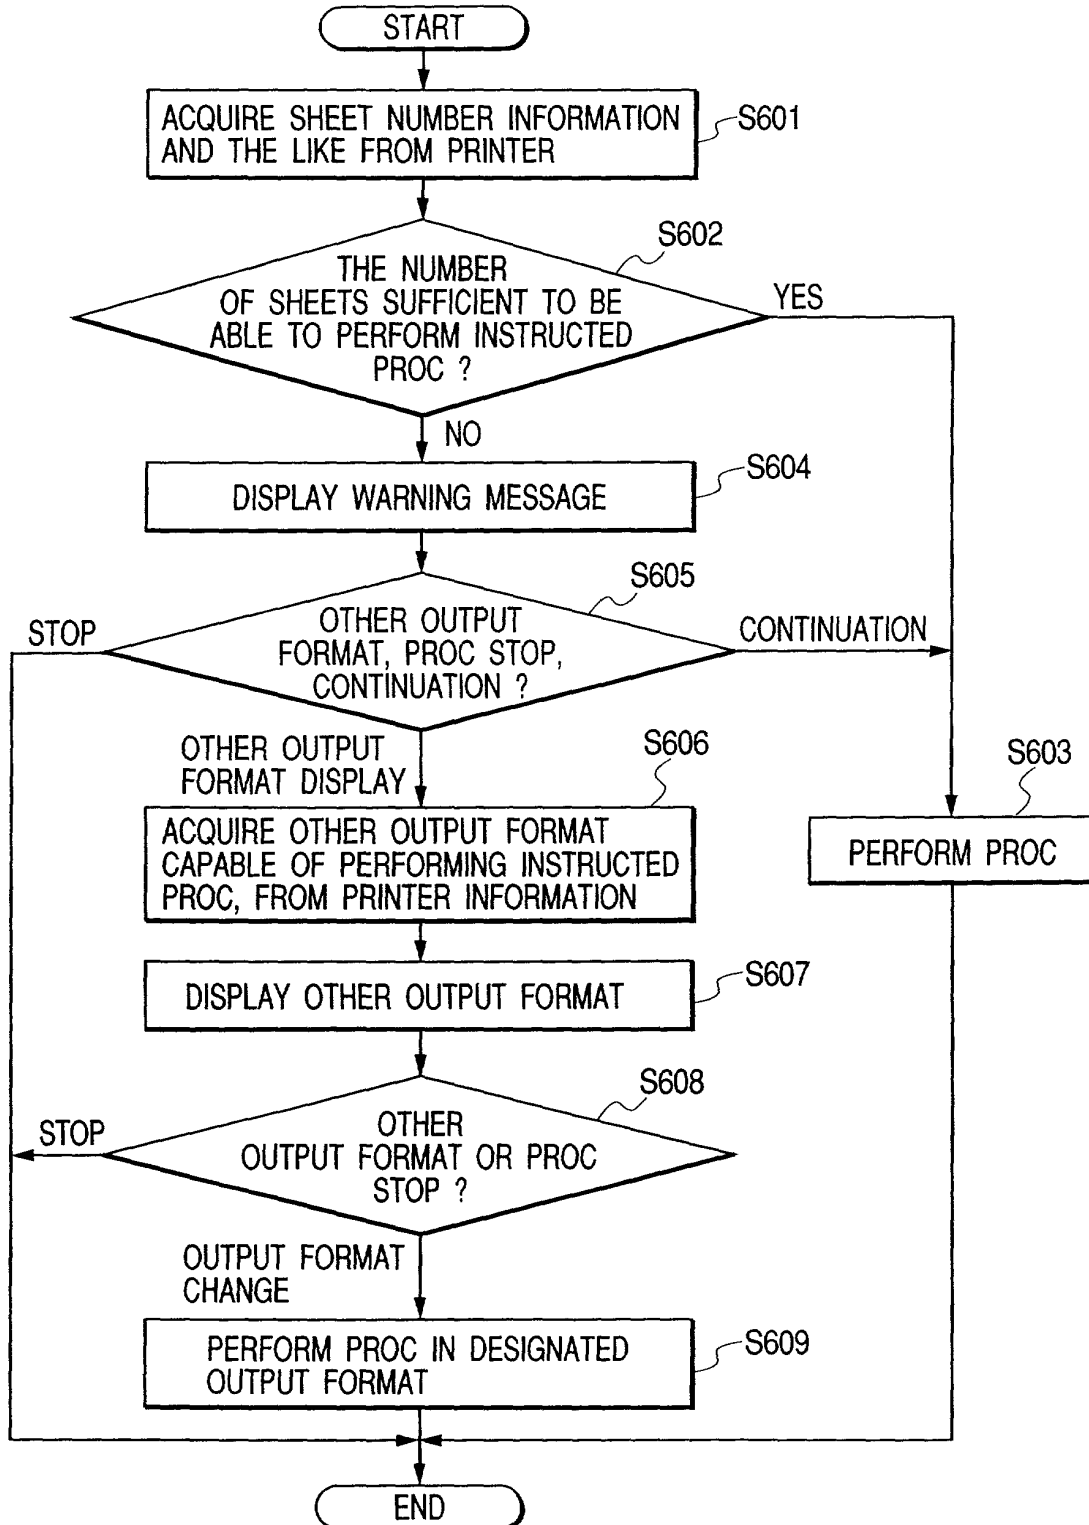 START
ACQUIRE SHEET NUMBER INFORMATION
AND THE LIKE FROM PRINTER
S601
S602
THE NUMBER
OF SHEETS SUFFICIENT TO BE
ABLE TO PERFORM INSTRUCTED
PROC ?
YES
NO
S604
DISPLAY WARNING MESSAGE
S605
STOP
OTHER OUTPUT
FORMAT, PROC STOP,
CONTINUATION ?
CONTINUATION
OTHER OUTPUT
FORMAT DISPLAY
S606
S603
ACQUIRE OTHER OUTPUT FORMAT
CAPABLE OF PERFORMING INSTRUCTED
PROC, FROM PRINTER INFORMATION
PERFORM PROC
S607
DISPLAY OTHER OUTPUT FORMAT
S608
STOP
OTHER
OUTPUT FORMAT OR PROC
STOP ?
OUTPUT FORMAT
CHANGE
PERFORM PROC IN DESIGNATED
OUTPUT FORMAT
S609
END